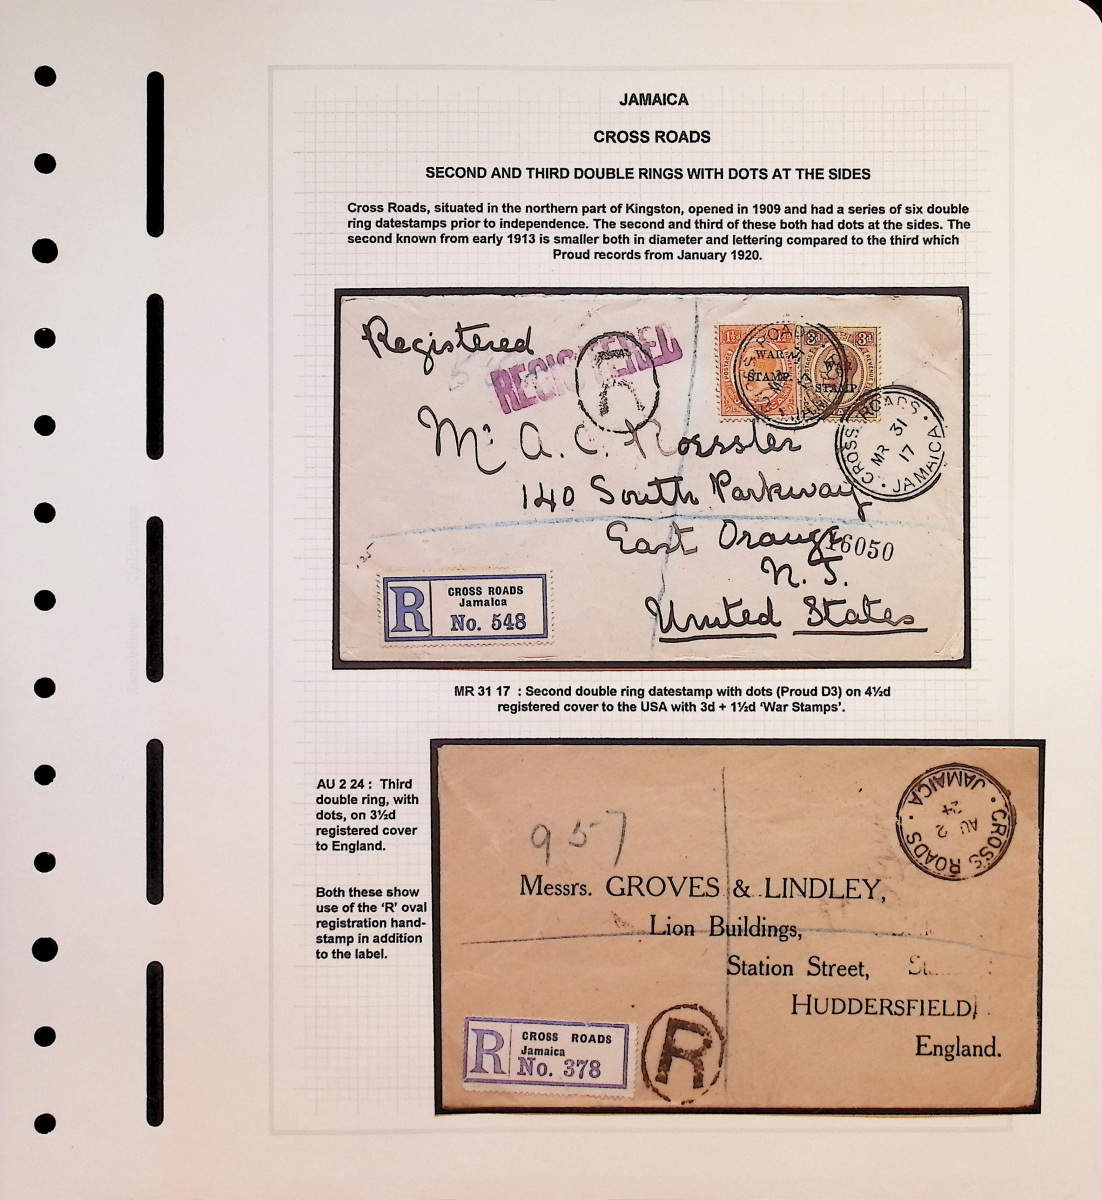 JAMAICA
CROSS ROADS
SECOND AND THIRD DOUBLE RINGS WITH DOTS AT THE SIDES
Cross Roads, situated in the northern part of Kingston, opened in 1909 and had a series of six double
ring datestamps prior to independence. The second and third of these both had dots at the sides. The
second known from early 1913 is smaller both in diameter and lettering compared to the third which
Proud records from January 1920.
Registered
REGISTERED
R
1½d 3d 3d
WAR STAMP.
WAR STAMP.
CROSS ROADS · JAMAICA ·
MR 31
17
Mr. A. C. Roessler
140 South Parkway
East Orange
16050
N. J.
United States
R
CROSS ROADS
Jamaica
No. 548
MR 31 17 : Second double ring datestamp with dots (Proud D3) on 4½d
registered cover to the USA with 3d + 1½d ‘War Stamps’.
AU 2 24 : Third
double ring, with
dots, on 3½d
registered cover
to England.
Both these show
use of the ‘R’ oval
registration hand-
stamp in addition
to the label.
CROSS ROADS · JAMAICA ·
AU 2
24
957
Messrs. GROVES & LINDLEY,
Lion Buildings,
Station Street,
HUDDERSFIELD,
England.
R
CROSS ROADS
Jamaica
No. 378
R